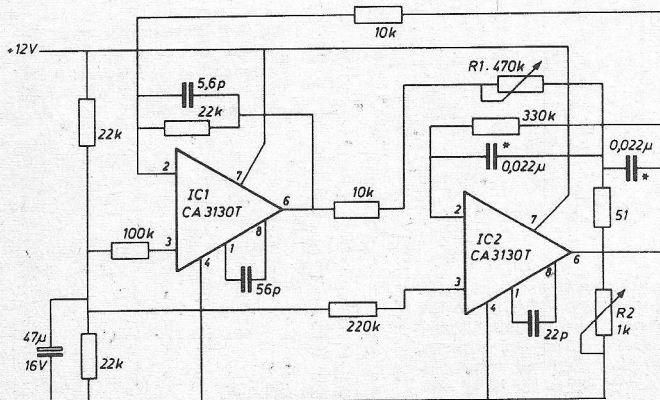 10k
+12V
R1. 470k
5,6p
22k
22k
330k
*
0,022µ
0,022µ
*
2
7
IC1
CA3130T
6
10k
100k
3
1
8
4
56p
2
7
IC2
CA3130T
6
51
3
1
8
4
220k
22p
R2
1k
47µ
16V
22k